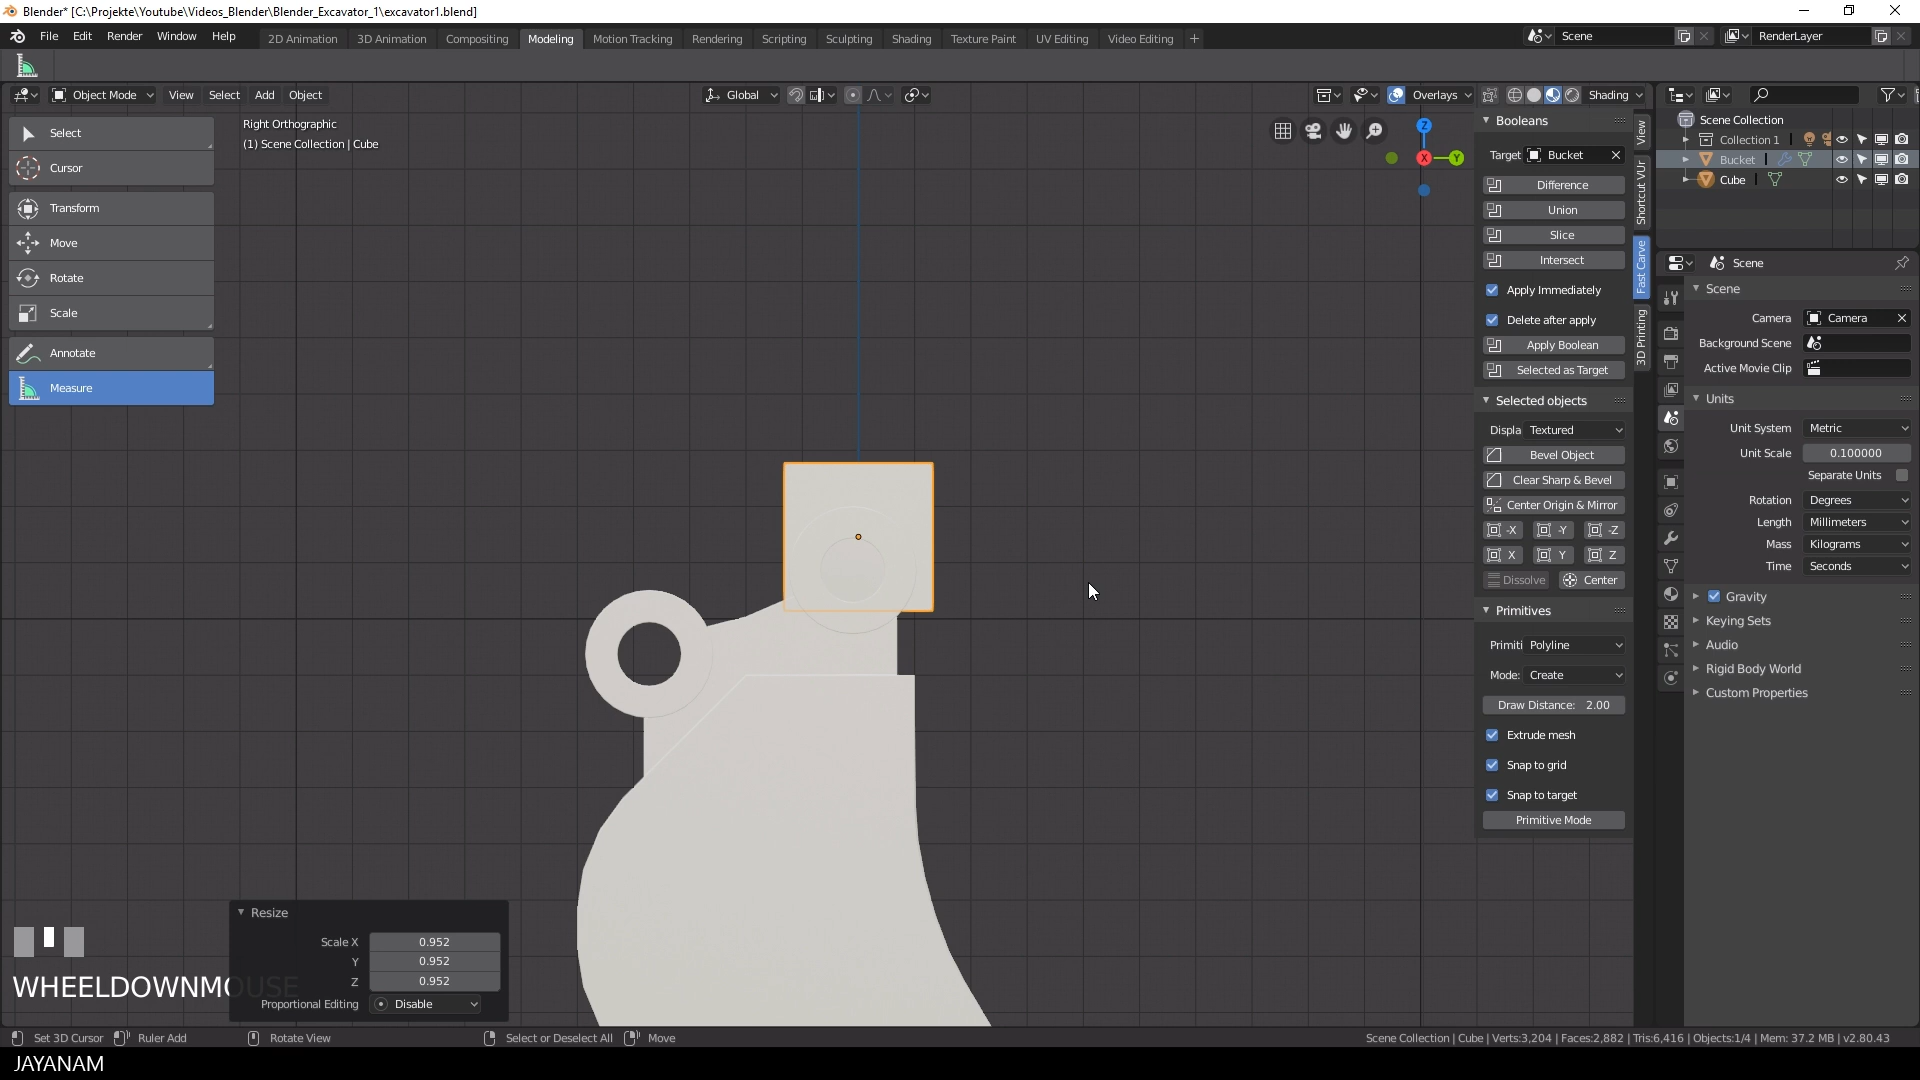 Blender* [C:\Projekte\Youtube\Videos_Blender\Blender_Excavator_1\excavator1.blend]
File Edit Render Window Help 2D Animation 3D Animation Compositing Modeling Motion Tracking Rendering Scripting Sculpting Shading Texture Paint UV Editing Video Editing + Scene RenderLayer
Object Mode View Select Add Object Global Overlays Shading
Right Orthographic
(1) Scene Collection | Cube
Select
Cursor
Transform
Move
Rotate
Scale
Annotate
Measure
Z
X
Y
Booleans
Target Bucket
Difference
Union
Slice
Intersect
Apply Immediately
Delete after apply
Apply Boolean
Selected as Target
Selected objects
Displa Textured
Bevel Object
Clear Sharp & Bevel
Center Origin & Mirror
-X -Y -Z
X Y Z
Dissolve Center
Primitives
Primiti Polyline
Mode: Create
Draw Distance: 2.00
Extrude mesh
Snap to grid
Snap to target
Primitive Mode
View
Shortcut VUr
Fast Carve
3D Printing
Scene Collection
Collection 1
Bucket
Cube
Scene
Scene
Camera Camera
Background Scene
Active Movie Clip
Units
Unit System Metric
Unit Scale 0.100000
Separate Units
Rotation Degrees
Length Millimeters
Mass Kilograms
Time Seconds
Gravity
Keying Sets
Audio
Rigid Body World
Custom Properties
Resize
Scale X 0.952
Y 0.952
Z 0.952
Proportional Editing Disable
WHEELDOWNMOUSE
Set 3D Cursor Ruler Add Rotate View Select or Deselect All Move Scene Collection | Cube | Verts:3,204 | Faces:2,882 | Tris:6,416 | Objects:1/4 | Mem: 37.2 MB | v2.80.43
JAYANAM